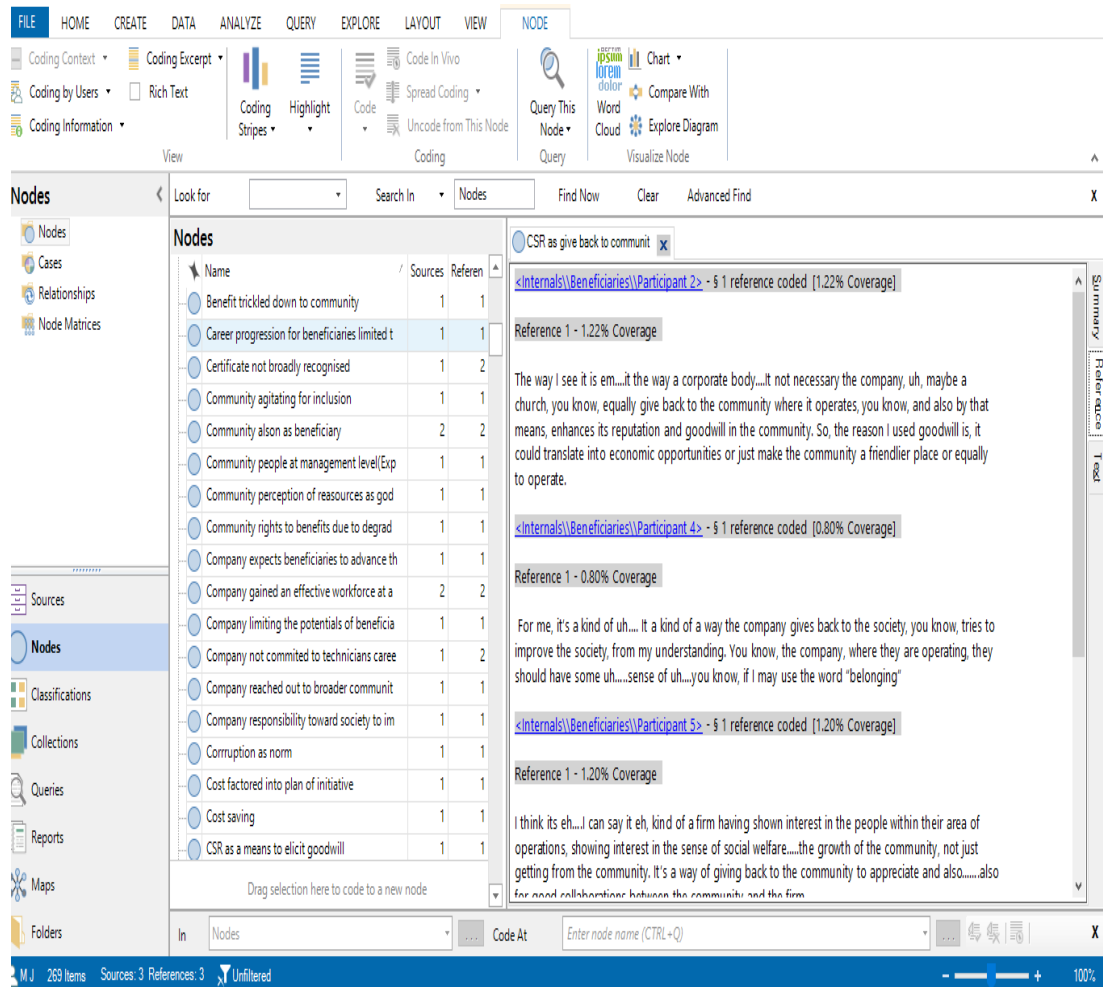 FILE HOME CREATE DATA ANALYZE QUERY EXPLORE LAYOUT VIEW NODE
Coding Context
Coding by Users
Coding Information
Coding Excerpt
Rich Text
Coding Stripes
Highlight
View
Code
Code In Vivo
Spread Coding
Uncode from This Node
Coding
Query This Node
Query
ipsum
lorem
dolor
Word Cloud
Chart
Compare With
Explore Diagram
Visualize Node
Nodes
Look for Search In Nodes Find Now Clear Advanced Find X
Nodes
Cases
Relationships
Node Matrices
Sources
Nodes
Classifications
Collections
Queries
Reports
Maps
Folders
Nodes
Name / Sources Referen
Benefit trickled down to community 1 1
Career progression for beneficiaries limited t 1 1
Certificate not broadly recognised 1 2
Community agitating for inclusion 1 1
Community alson as beneficiary 2 2
Community people at management level(Exp 1 1
Community perception of reasources as god 1 1
Community rights to benefits due to degrad 1 1
Company expects beneficiaries to advance th 1 1
Company gained an effective workforce at a 2 2
Company limiting the potentials of beneficia 1 1
Company not commited to technicians caree 1 2
Company reached out to broader communit 1 1
Company responsibility toward society to im 1 1
Corrruption as norm 1 1
Cost factored into plan of initiative 1 1
Cost saving 1 1
CSR as a means to elicit goodwill 1 1
Drag selection here to code to a new node
CSR as give back to communit x
<Internals\\Beneficiaries\\Participant 2> - § 1 reference coded [1.22% Coverage]
Reference 1 - 1.22% Coverage
The way I see it is em....it the way a corporate body....It not necessary the company, uh, maybe a
church, you know, equally give back to the community where it operates, you know, and also by that
means, enhances its reputation and goodwill in the community. So, the reason I used goodwill is, it
could translate into economic opportunities or just make the community a friendlier place or equally
to operate.
<Internals\\Beneficiaries\\Participant 4> - § 1 reference coded [0.80% Coverage]
Reference 1 - 0.80% Coverage
For me, it's a kind of uh.... It a kind of a way the company gives back to the society, you know, tries to
improve the society, from my understanding. You know, the company, where they are operating, they
should have some uh.....sense of uh....you know, if I may use the word "belonging"
<Internals\\Beneficiaries\\Participant 5> - § 1 reference coded [1.20% Coverage]
Reference 1 - 1.20% Coverage
I think its eh....I can say it eh, kind of a firm having shown interest in the people within their area of
operations, showing interest in the sense of social welfare.....the growth of the community, not just
getting from the community. It's a way of giving back to the community to appreciate and also.......also
for good collaborations between the community and the firm
Summary
Reference
Text
In Nodes ... Code At Enter node name (CTRL+Q) ... X
M J 269 Items Sources: 3 References: 3 Unfiltered - + 100%